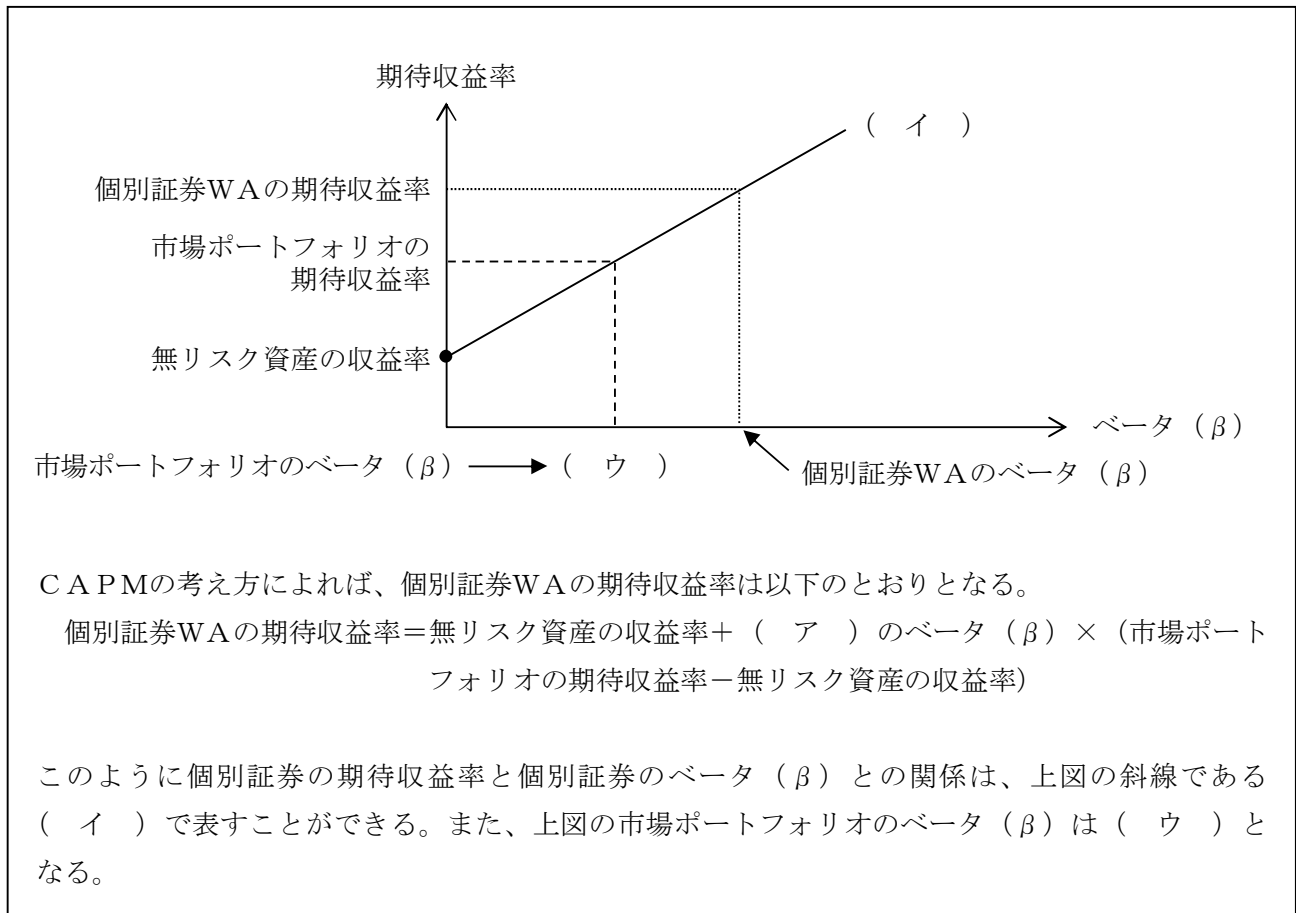 期待収益率
（　イ　）
個別証券ＷＡの期待収益率
市場ポートフォリオの
期待収益率
無リスク資産の収益率
ベータ（β）
市場ポートフォリオのベータ（β）
（　ウ　）
個別証券ＷＡのベータ（β）
ＣＡＰＭの考え方によれば、個別証券ＷＡの期待収益率は以下のとおりとなる。
個別証券ＷＡの期待収益率＝無リスク資産の収益率＋（　ア　）のベータ（β）×（市場ポート
フォリオの期待収益率－無リスク資産の収益率）
このように個別証券の期待収益率と個別証券のベータ（β）との関係は、上図の斜線である
（　イ　）で表すことができる。また、上図の市場ポートフォリオのベータ（β）は（　ウ　）と
なる。